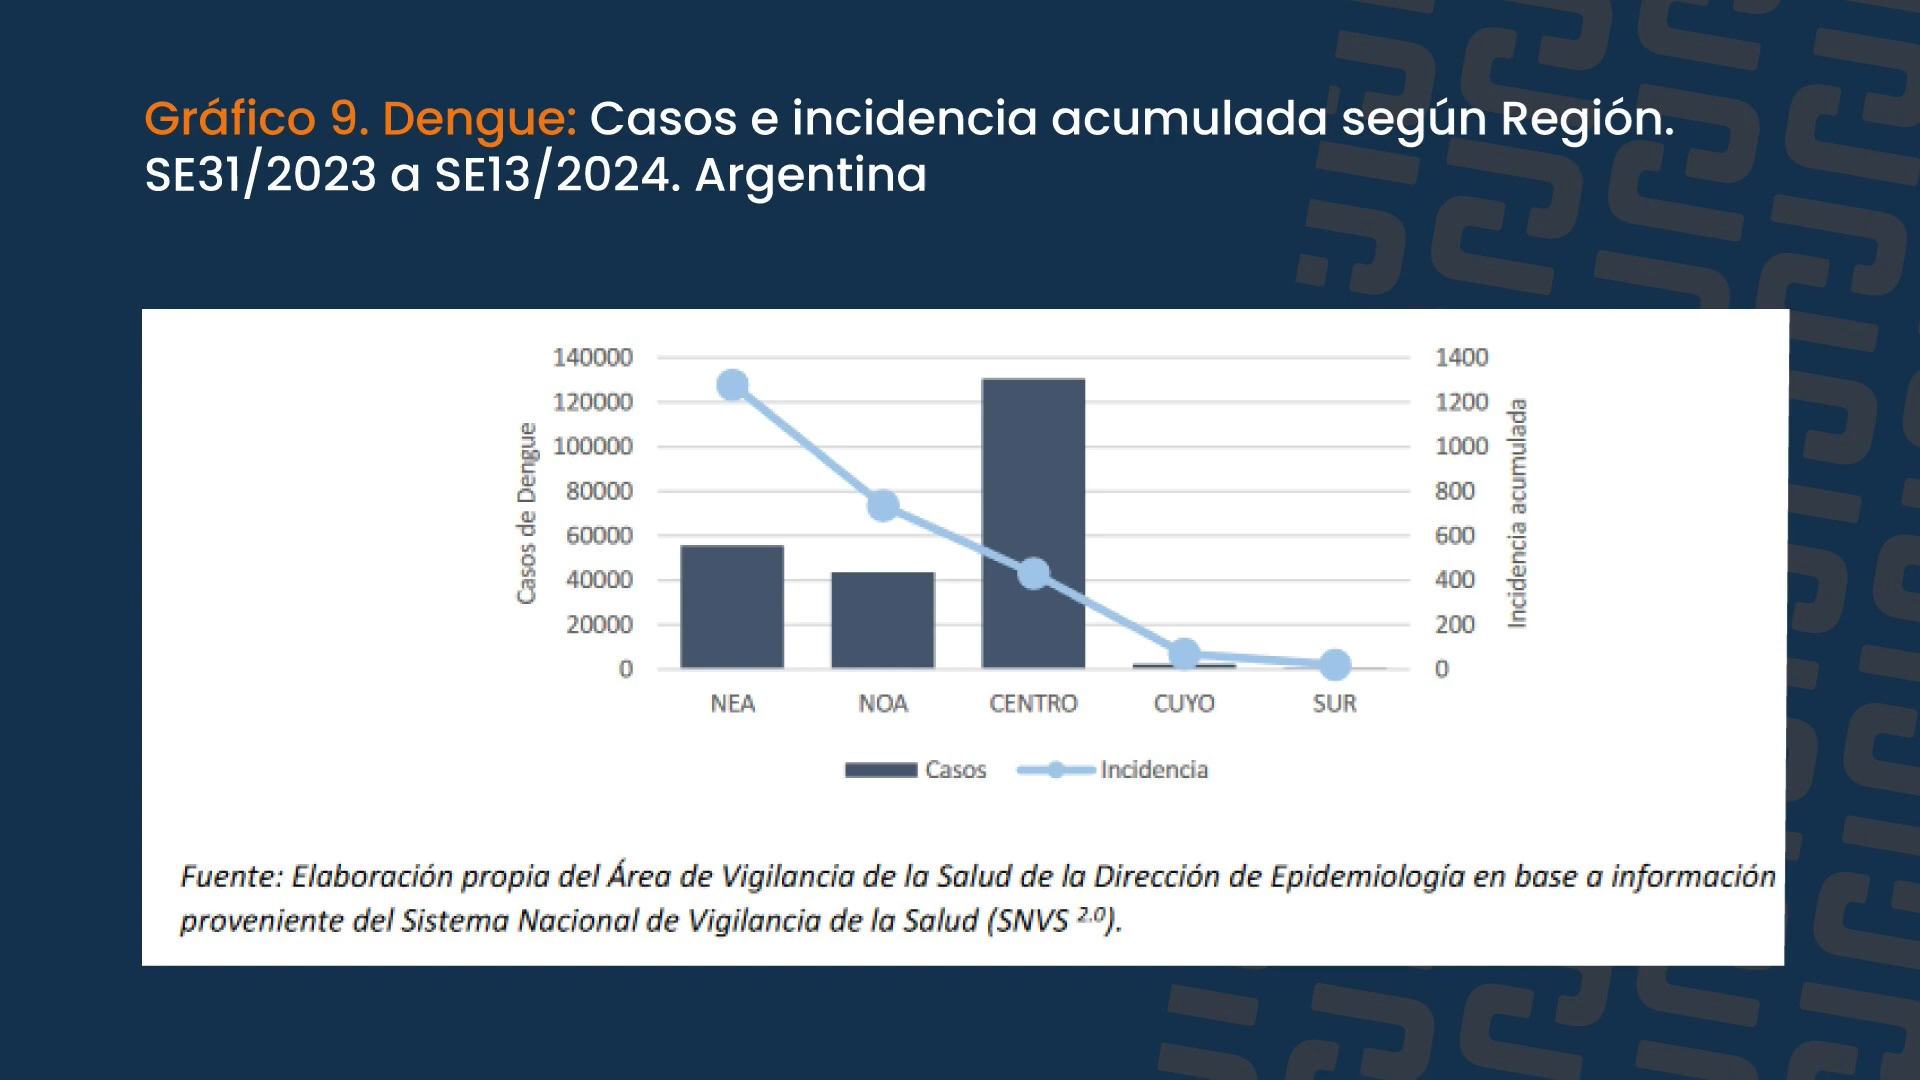 Gráfico 9. Dengue: Casos e incidencia acumulada según Región.
SE31/2023 a SE13/2024. Argentina
140000
120000
100000
80000
60000
40000
20000
0
Casos de Dengue
1400
1200
1000
800
600
400
200
0
Incidencia acumulada
NEA NOA CENTRO CUYO SUR
Casos Incidencia
Fuente: Elaboración propia del Área de Vigilancia de la Salud de la Dirección de Epidemiología en base a información
proveniente del Sistema Nacional de Vigilancia de la Salud (SNVS 2.0).